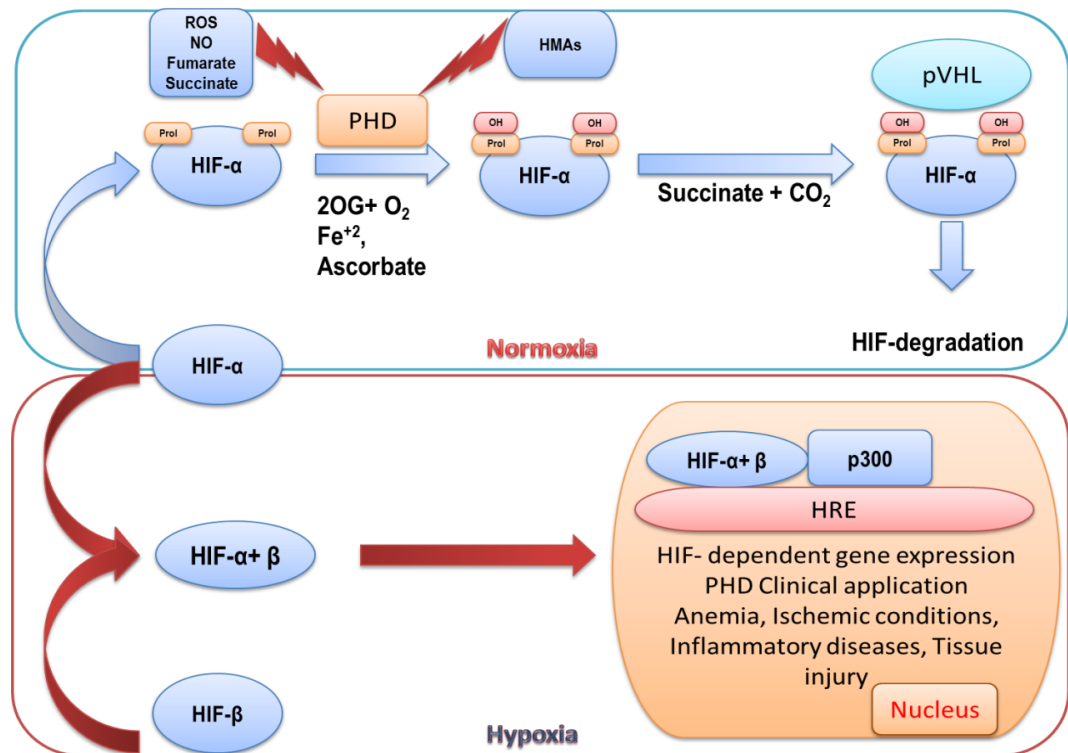 ROS
NO
Fumarate
Succinate
HMAs
pVHL
PHD
Prol
Prol
HIF-α
OH
OH
Prol
Prol
HIF-α
OH
OH
Prol
Prol
HIF-α
2OG+ O₂
Fe⁺²,
Ascorbate
Succinate + CO₂
HIF-degradation
Normoxia
HIF-α
HIF-α+ β
HIF-β
Hypoxia
HIF-α+ β
p300
HRE
HIF- dependent gene expression
PHD Clinical application
Anemia, Ischemic conditions,
Inflammatory diseases, Tissue
injury
Nucleus